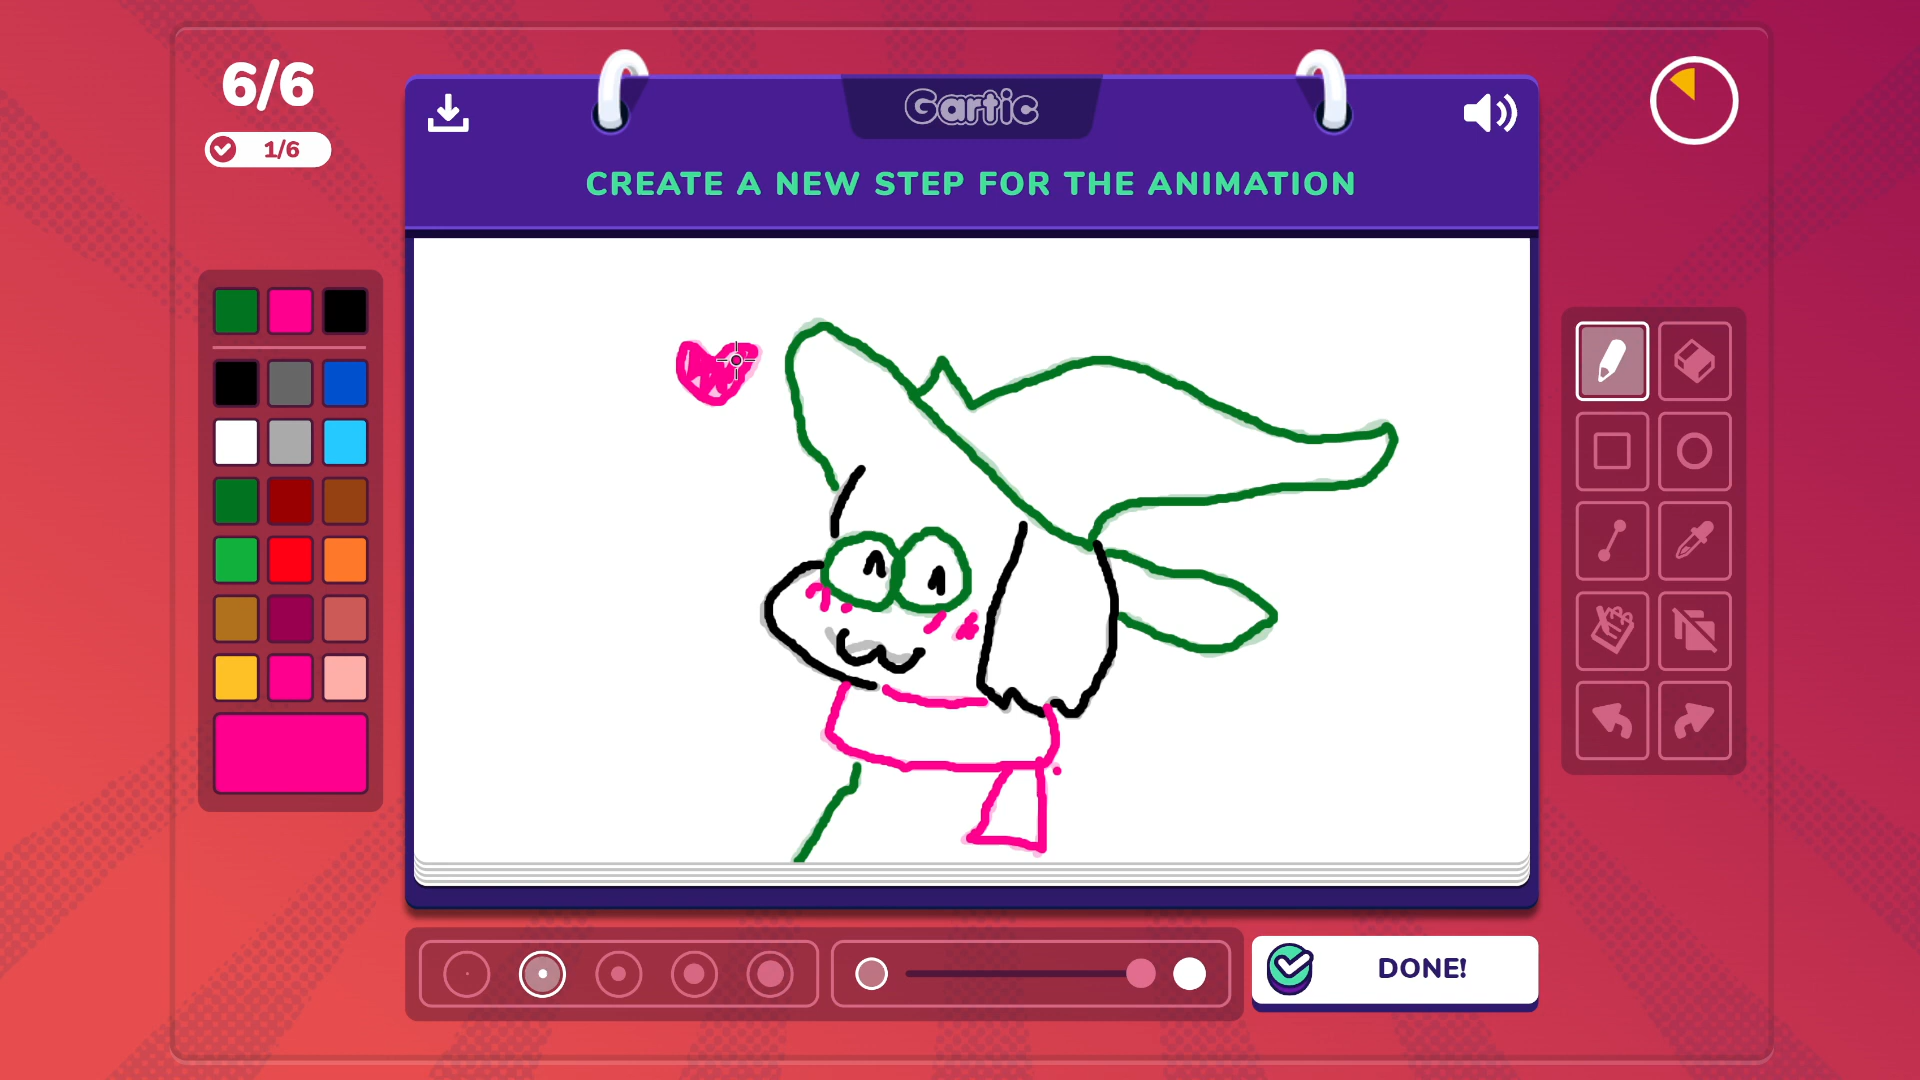 6/6
1/6
Gartic
CREATE A NEW STEP FOR THE ANIMATION
DONE!